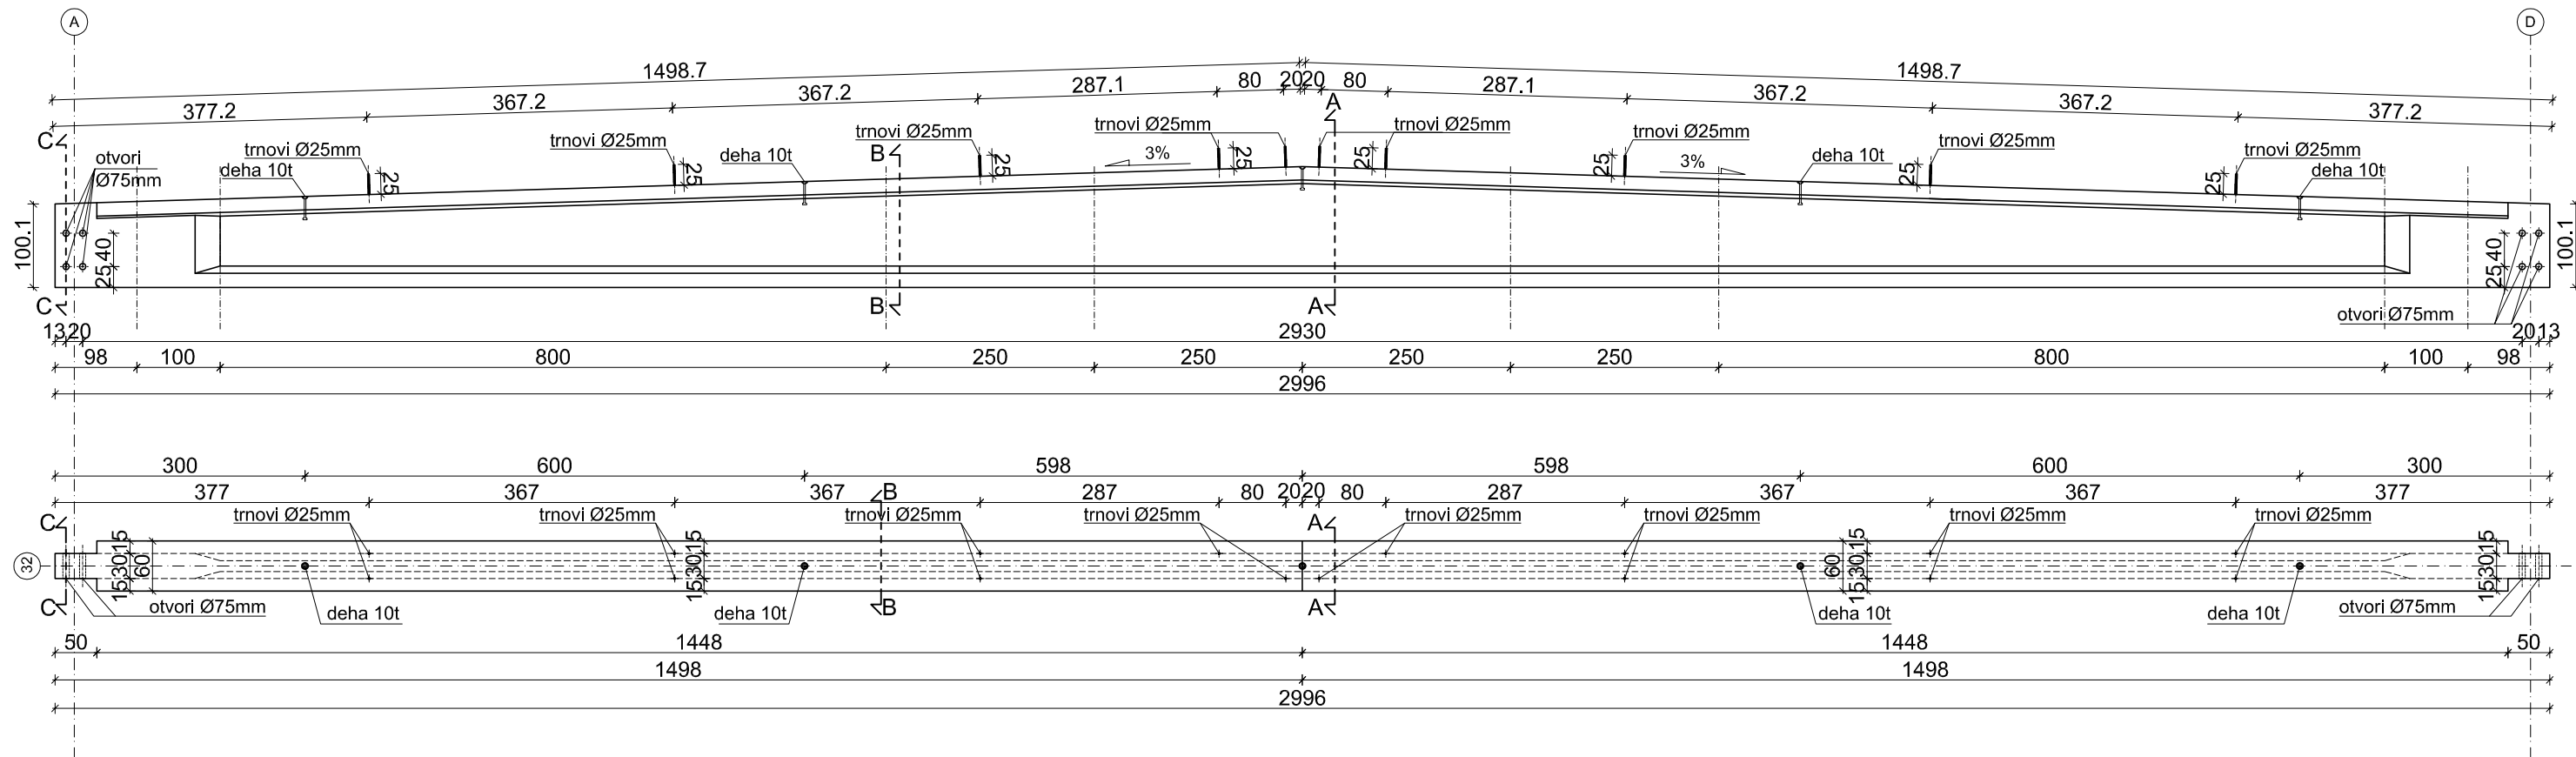 A D
1498.7 1498.7
377.2 367.2 367.2 287.1 80 20 20 80 287.1 367.2 367.2 377.2
A
C trnovi Ø25mm trnovi Ø25mm B trnovi Ø25mm trnovi Ø25mm trnovi Ø25mm trnovi Ø25mm trnovi Ø25mm trnovi Ø25mm
otvori
Ø75mm
deha 10t deha 10t 3% 3% deha 10t deha 10t
25 25 25 25 25 25 25 25
100.1 25 40 25 40 100.1
C B A
otvori Ø75mm
13 20 2930 20 13
98 100 800 250 250 250 250 800 100 98
2996
300 600 598 598 600 300
377 367 367 287 80 20 20 80 287 367 367 377
C trnovi Ø25mm trnovi Ø25mm trnovi Ø25mm B trnovi Ø25mm A trnovi Ø25mm trnovi Ø25mm trnovi Ø25mm trnovi Ø25mm
32 15 30 15 60 15 30 15 60 15 30 15 15 30 15
C otvori Ø75mm deha 10t deha 10t B A deha 10t deha 10t otvori Ø75mm
50 1448 1448 50
1498 1498
2996